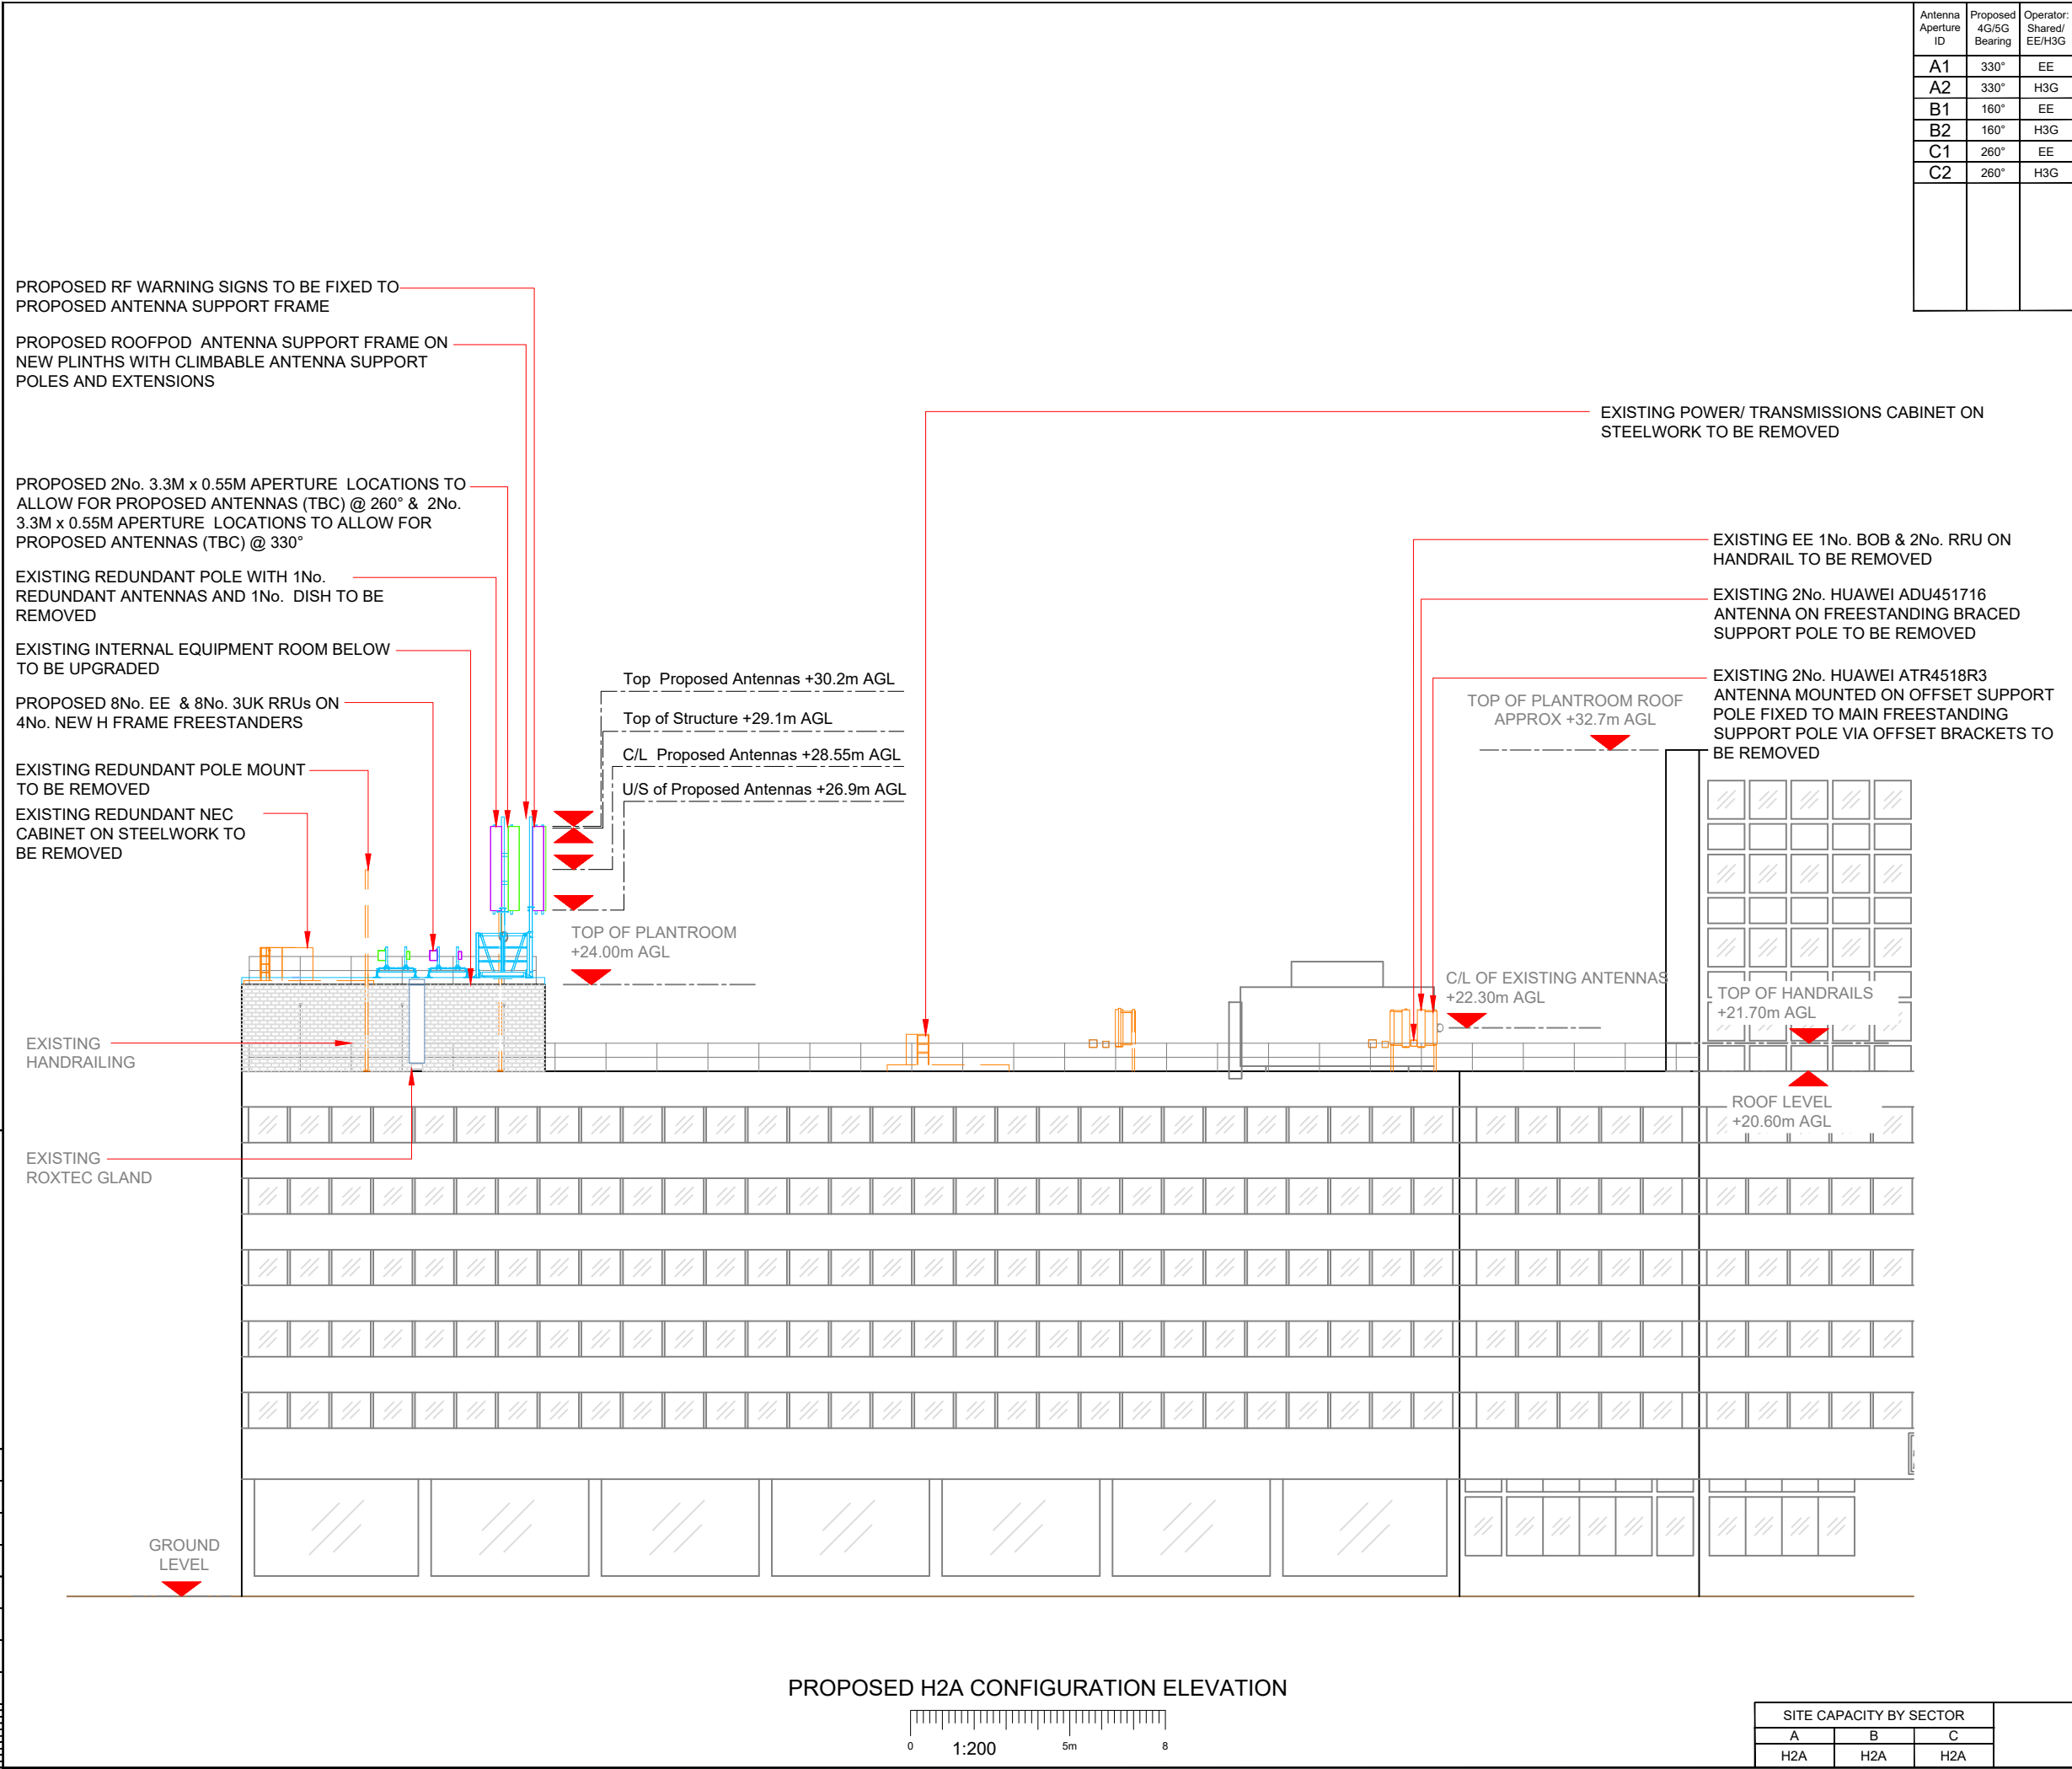 Antenna Aperture ID
Proposed 4G/5G Bearing
Operator: Shared/ EE/H3G
A1 330° EE
A2 330° H3G
B1 160° EE
B2 160° H3G
C1 260° EE
C2 260° H3G
PROPOSED RF WARNING SIGNS TO BE FIXED TO
PROPOSED ANTENNA SUPPORT FRAME
PROPOSED ROOFPOD ANTENNA SUPPORT FRAME ON
NEW PLINTHS WITH CLIMBABLE ANTENNA SUPPORT
POLES AND EXTENSIONS
PROPOSED 2No. 3.3M x 0.55M APERTURE LOCATIONS TO
ALLOW FOR PROPOSED ANTENNAS (TBC) @ 260° & 2No.
3.3M x 0.55M APERTURE LOCATIONS TO ALLOW FOR
PROPOSED ANTENNAS (TBC) @ 330°
EXISTING REDUNDANT POLE WITH 1No.
REDUNDANT ANTENNAS AND 1No. DISH TO BE
REMOVED
EXISTING INTERNAL EQUIPMENT ROOM BELOW
TO BE UPGRADED
PROPOSED 8No. EE & 8No. 3UK RRUs ON
4No. NEW H FRAME FREESTANDERS
EXISTING REDUNDANT POLE MOUNT
TO BE REMOVED
EXISTING REDUNDANT NEC
CABINET ON STEELWORK TO
BE REMOVED
EXISTING
HANDRAILING
EXISTING
ROXTEC GLAND
GROUND
LEVEL
Top Proposed Antennas +30.2m AGL
Top of Structure +29.1m AGL
C/L Proposed Antennas +28.55m AGL
U/S of Proposed Antennas +26.9m AGL
TOP OF PLANTROOM
+24.00m AGL
EXISTING POWER/ TRANSMISSIONS CABINET ON
STEELWORK TO BE REMOVED
EXISTING EE 1No. BOB & 2No. RRU ON
HANDRAIL TO BE REMOVED
EXISTING 2No. HUAWEI ADU451716
ANTENNA ON FREESTANDING BRACED
SUPPORT POLE TO BE REMOVED
EXISTING 2No. HUAWEI ATR4518R3
ANTENNA MOUNTED ON OFFSET SUPPORT
POLE FIXED TO MAIN FREESTANDING
SUPPORT POLE VIA OFFSET BRACKETS TO
BE REMOVED
TOP OF PLANTROOM ROOF
APPROX +32.7m AGL
C/L OF EXISTING ANTENNAS
+22.30m AGL
TOP OF HANDRAILS
+21.70m AGL
ROOF LEVEL
+20.60m AGL
PROPOSED H2A CONFIGURATION ELEVATION
0 1:200 5m 8
SITE CAPACITY BY SECTOR
A B C
H2A H2A H2A